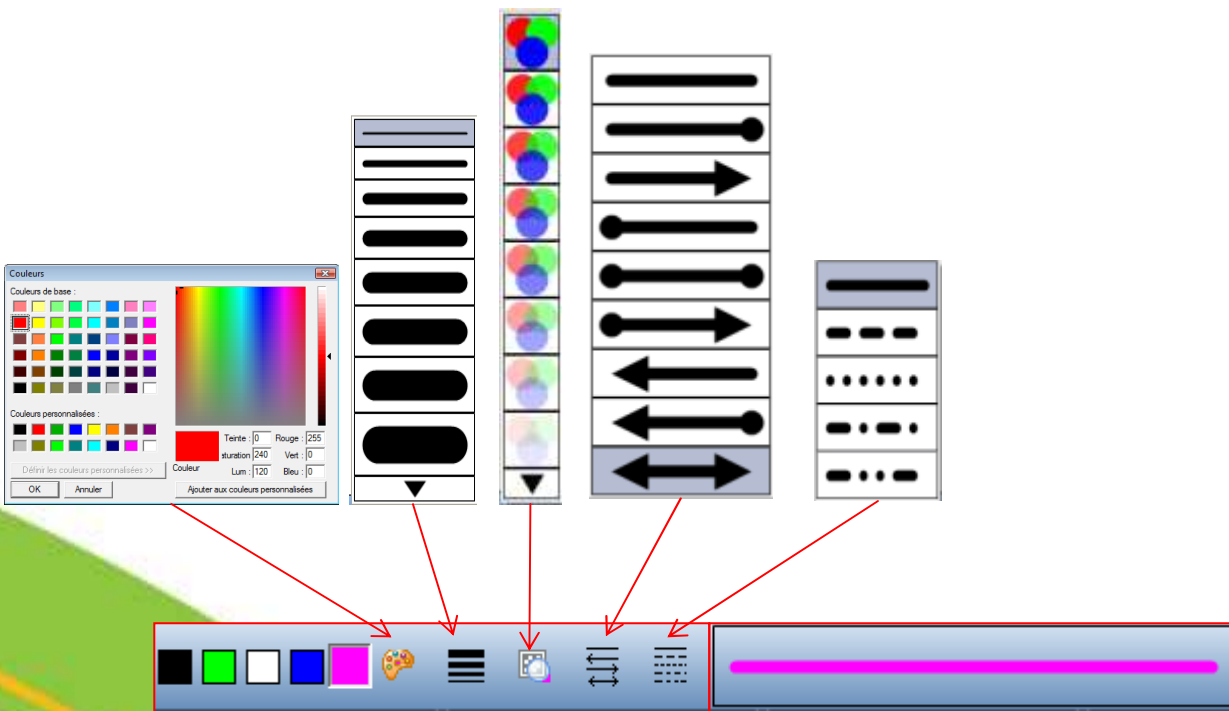 Couleurs
Couleurs de base :
Couleurs personnalisées :
Définir les couleurs personnalisées >>
OK Annuler
Couleur
Teinte : 0 Rouge : 255
sturation 240 Vert : 0
Lum : 120 Bleu : 0
Ajouter aux couleurs personnalisées